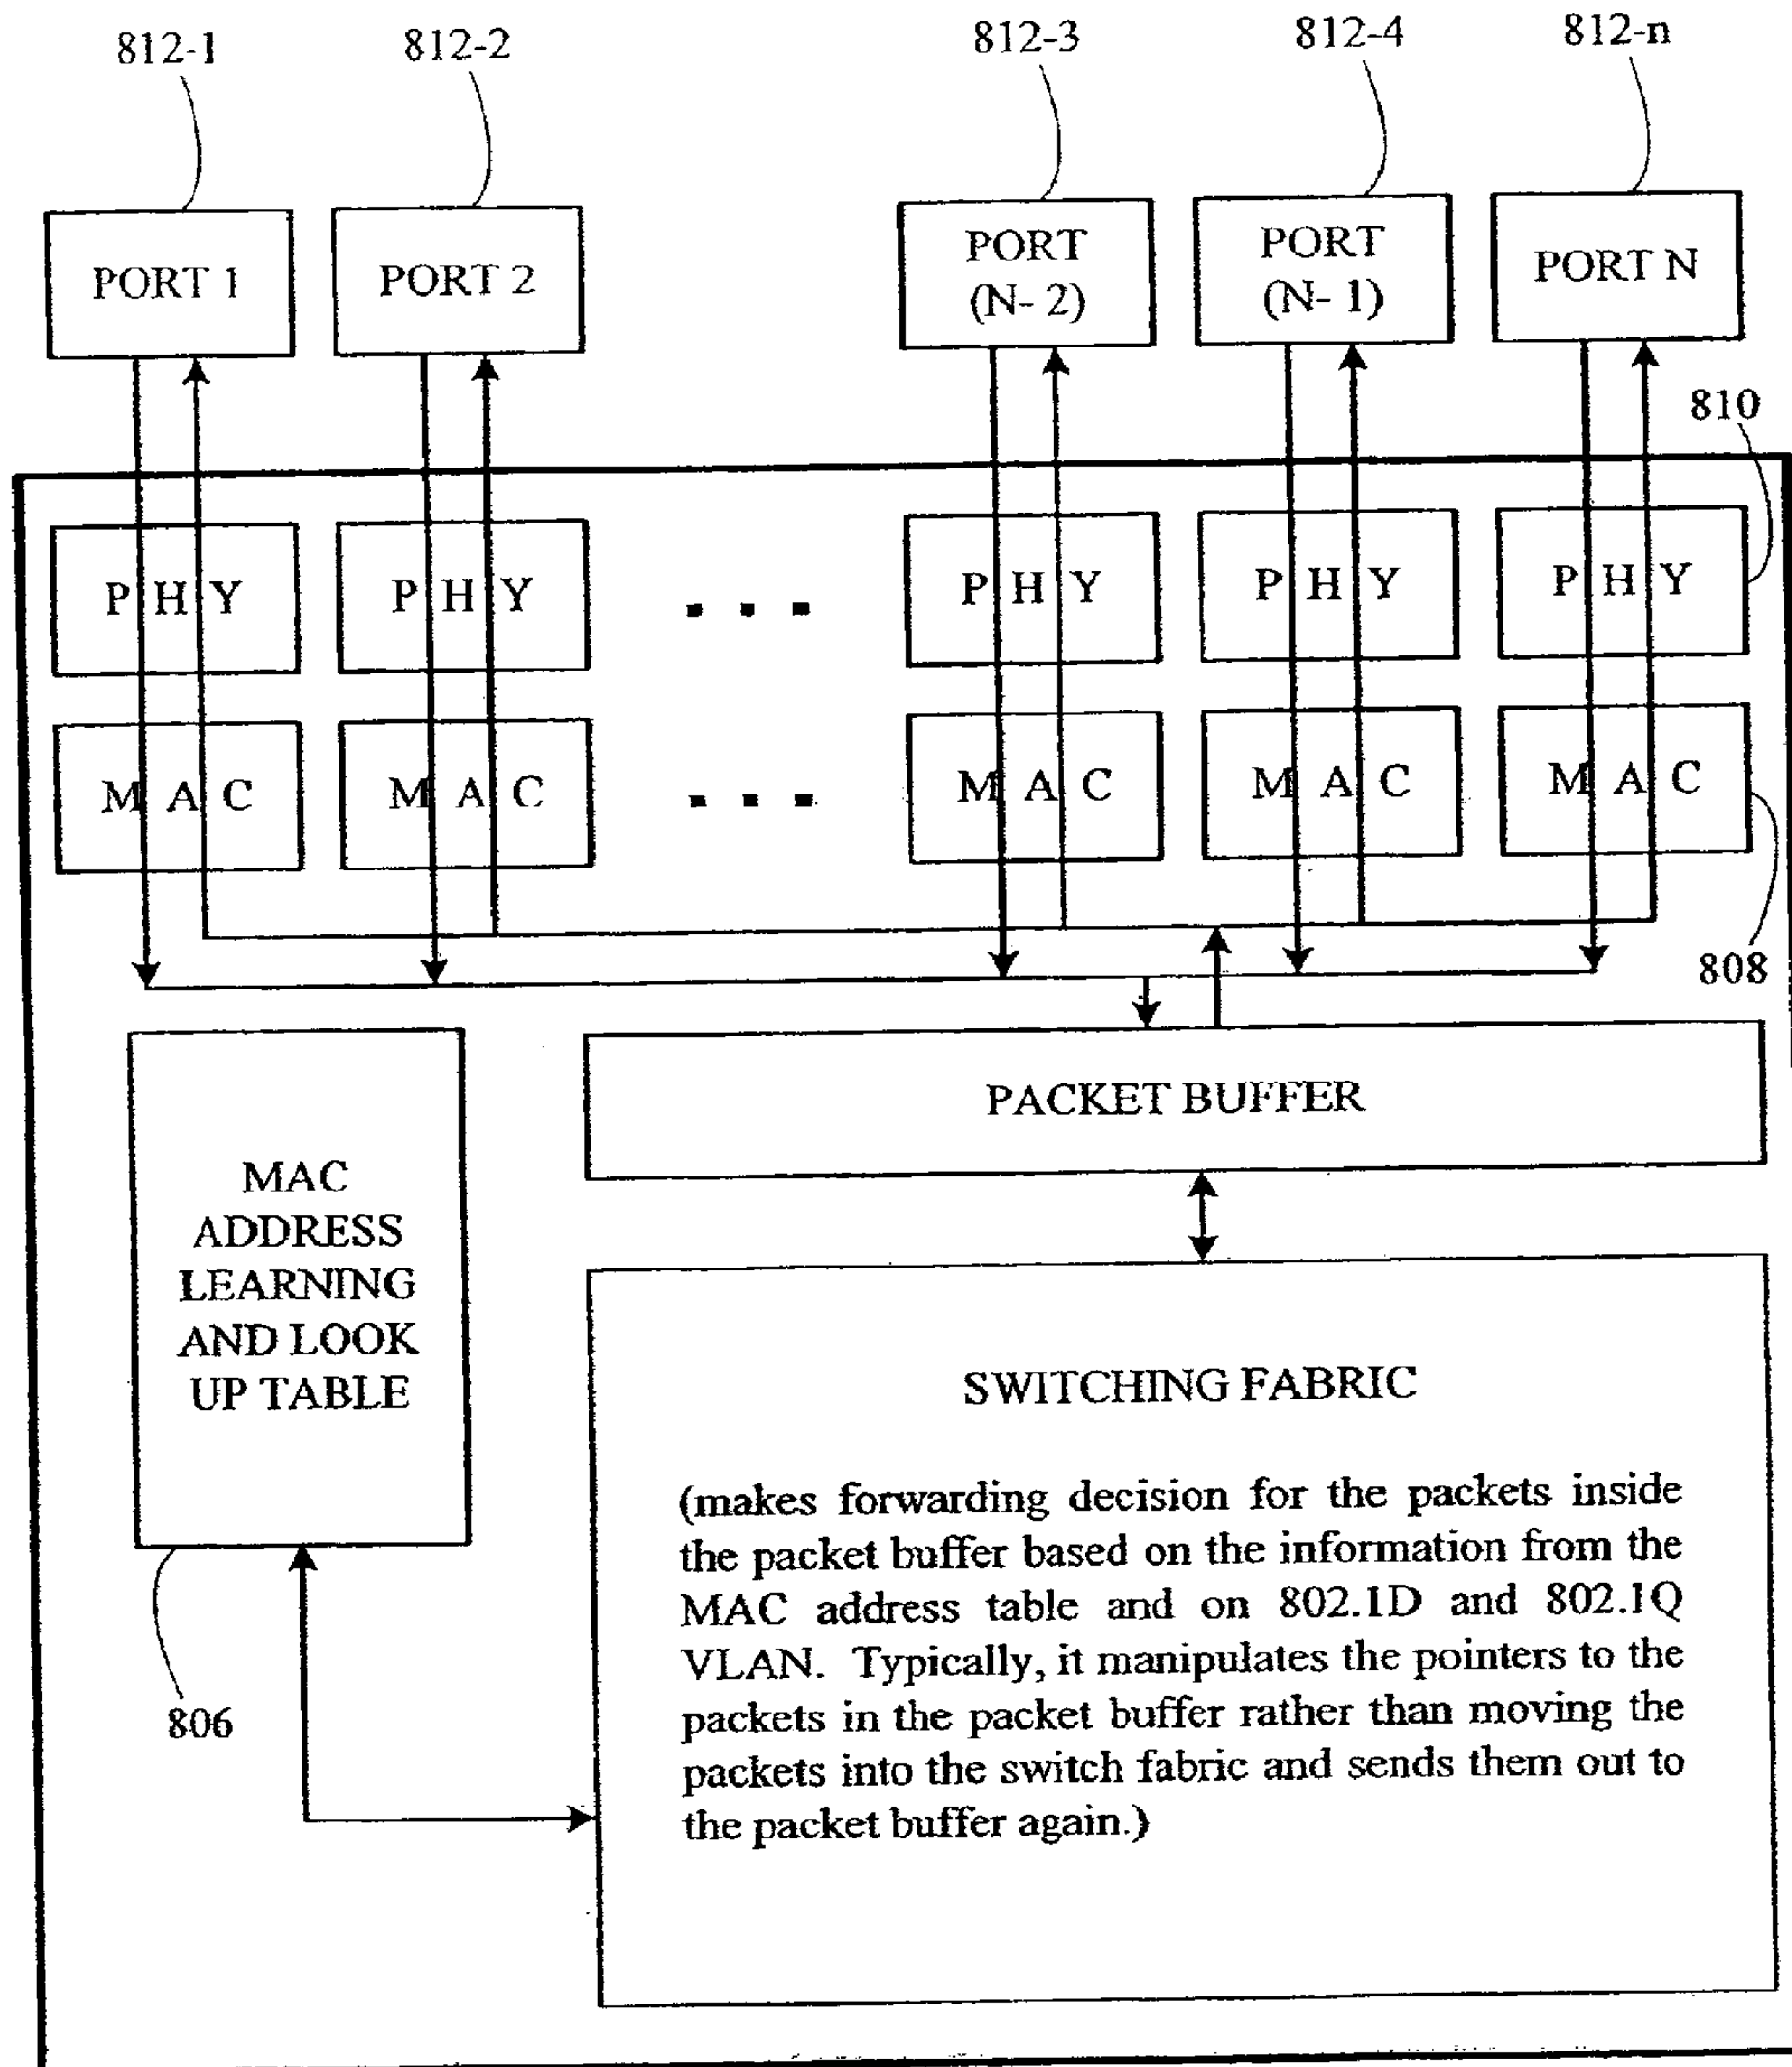 812-1 812-2 812-3 812-4 812-n
PORT 1 PORT 2 PORT PORT PORT N
(N- 2) (N- 1)
810
P H Y P H Y . . . P H Y P H Y P H Y
M A C M A C . . . M A C M A C M A C
808
PACKET BUFFER
MAC
ADDRESS
LEARNING
AND LOOK
UP TABLE
806
SWITCHING FABRIC
(makes forwarding decision for the packets inside
the packet buffer based on the information from the
MAC address table and on 802.1D and 802.1Q
VLAN. Typically, it manipulates the pointers to the
packets in the packet buffer rather than moving the
packets into the switch fabric and sends them out to
the packet buffer again.)